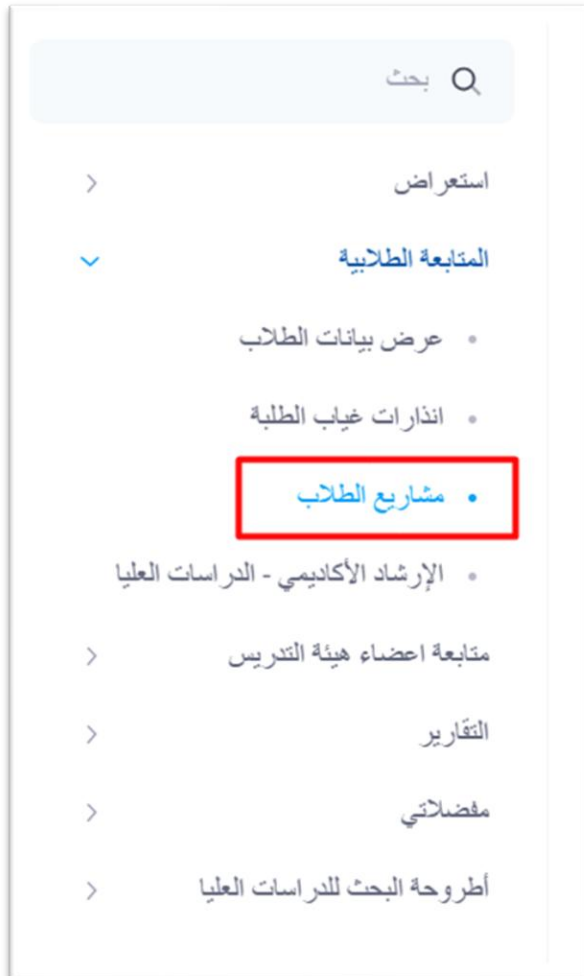 بحث
استعراض
المتابعة الطلابية
عرض بيانات الطلاب
انذارات غياب الطلبة
مشاريع الطلاب
الإرشاد الأكاديمي - الدراسات العليا
متابعة اعضاء هيئة التدريس
التقارير
مفضلاتي
أطروحة البحث للدراسات العليا